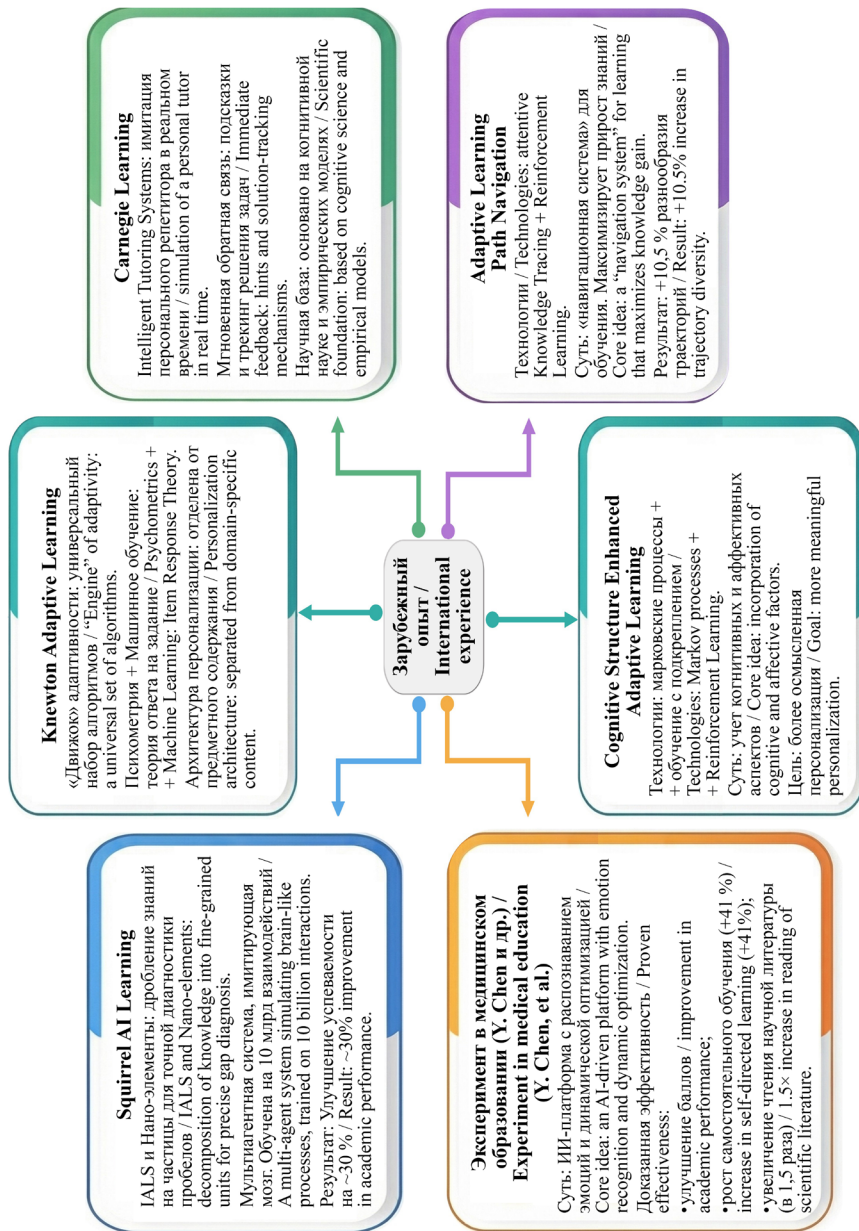 Squirrel AI Learning
IALS и Нано-элементы: дробление знаний
на частицы для точной диагностики
пробелов / IALS and Nano-elements:
decomposition of knowledge into fine-grained
units for precise gap diagnosis.
Мультиагентная система, имитирующая
мозг. Обучена на 10 млрд взаимодействий /
A multi-agent system simulating brain-like
processes, trained on 10 billion interactions.
Результат: Улучшение успеваемости
на ~30 % / Result: ~30% improvement
in academic performance.
Knewton Adaptive Learning
«Движок» адаптивности: универсальный
набор алгоритмов / “Engine” of adaptivity:
a universal set of algorithms.
Психометрия + Машинное обучение:
теория ответа на задание / Psychometrics +
+ Machine Learning: Item Response Theory.
Архитектура персонализации: отделена от
предметного содержания / Personalization
architecture: separated from domain-specific
content.
Carnegie Learning
Intelligent Tutoring Systems: имитация
персонального репетитора в реальном
времени / simulation of a personal tutor
in real time.
Мгновенная обратная связь: подсказки
и трекинг решения задач / Immediate
feedback: hints and solution-tracking
mechanisms.
Научная база: основано на когнитивной
науке и эмпирических моделях / Scientific
foundation: based on cognitive science and
empirical models.
Зарубежный
опыт /
International
experience
Эксперимент в медицинском
образовании (Y. Chen и др.) /
Experiment in medical education
(Y. Chen, et al.)
Суть: ИИ-платформа с распознаванием
эмоций и динамической оптимизацией /
Core idea: an AI-driven platform with emotion
recognition and dynamic optimization.
Доказанная эффективность / Proven
effectiveness:
•улучшение баллов / improvement in
academic performance;
•рост самостоятельного обучения (+41 %) /
increase in self-directed learning (+41%);
•увеличение чтения научной литературы
(в 1,5 раза) / 1.5× increase in reading of
scientific literature.
Cognitive Structure Enhanced
Adaptive Learning
Технологии: марковские процессы +
+ обучение с подкреплением /
Technologies: Markov processes +
+ Reinforcement Learning.
Суть: учет когнитивных и аффективных
аспектов / Core idea: incorporation of
cognitive and affective factors.
Цель: более осмысленная
персонализация / Goal: more meaningful
personalization.
Adaptive Learning
Path Navigation
Технологии / Technologies: attentive
Knowledge Tracing + Reinforcement
Learning.
Суть: «навигационная система» для
обучения. Максимизирует прирост знаний /
Core idea: a “navigation system” for learning
that maximizes knowledge gain.
Результат: +10,5 % разнообразия
траекторий / Result: +10.5% increase in
trajectory diversity.